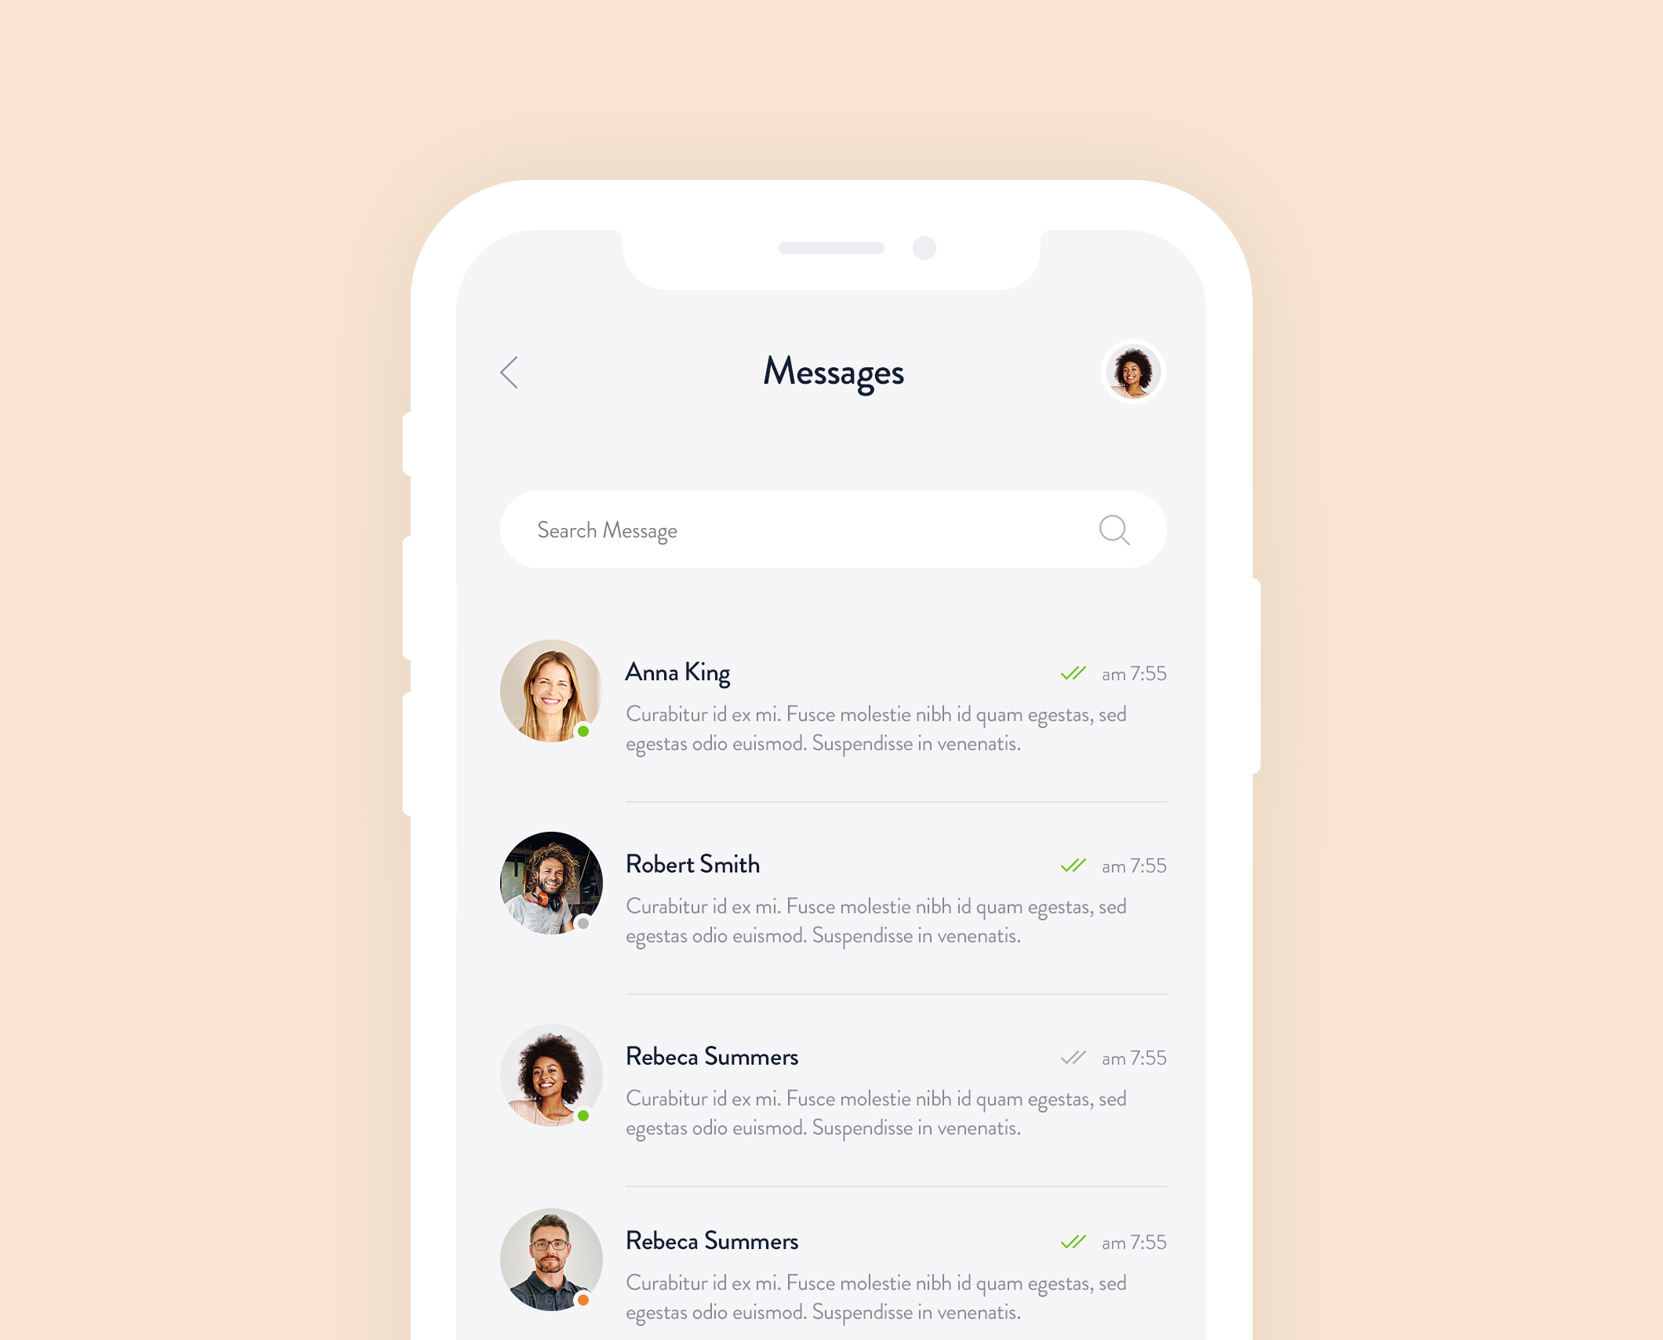 Messages
Search Message
Anna King
am 7:55
Curabitur id ex mi. Fusce molestie nibh id quam egestas, sed
egestas odio euismod. Suspendisse in venenatis.
Robert Smith
am 7:55
Curabitur id ex mi. Fusce molestie nibh id quam egestas, sed
egestas odio euismod. Suspendisse in venenatis.
Rebeca Summers
am 7:55
Curabitur id ex mi. Fusce molestie nibh id quam egestas, sed
egestas odio euismod. Suspendisse in venenatis.
Rebeca Summers
am 7:55
Curabitur id ex mi. Fusce molestie nibh id quam egestas, sed
egestas odio euismod. Suspendisse in venenatis.